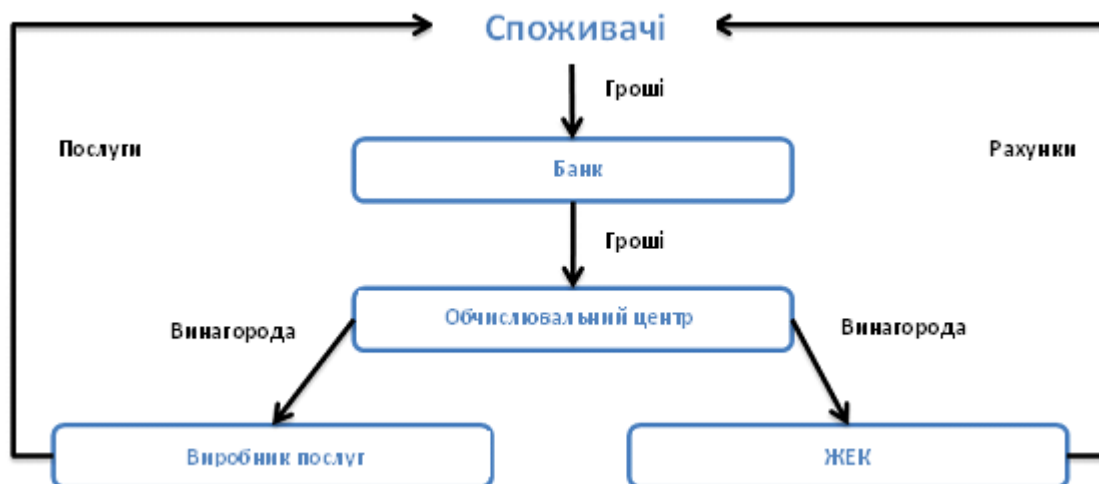 Споживачі
Гроші
Послуги
Рахунки
Банк
Гроші
Обчислювальний центр
Винагорода
Винагорода
Виробник послуг
ЖЕК